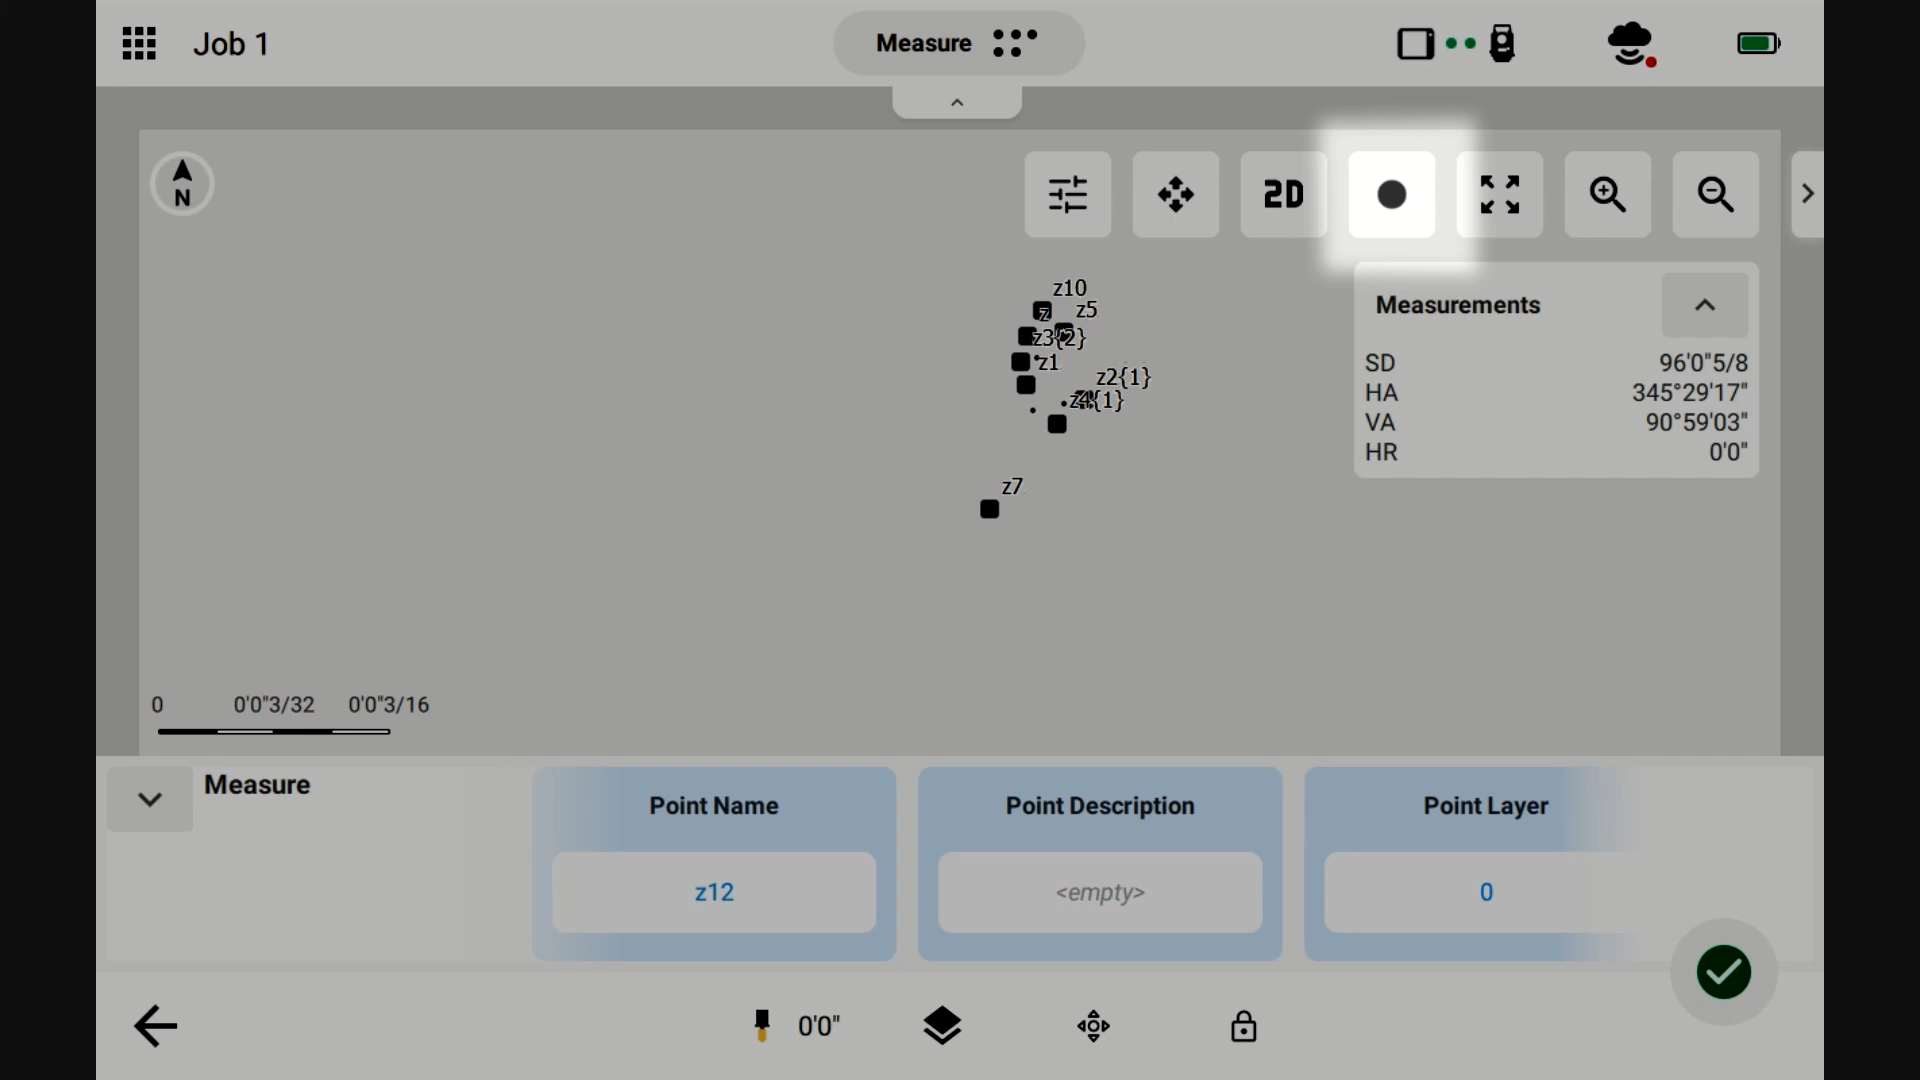 Job 1
Measure
N
2D
z10
z
z5
z3{2}
z1
z2{1}
z4{1}
z7
Measurements
SD 96'0"5/8
HA 345°29'17"
VA 90°59'03"
HR 0'0"
0 0'0"3/32 0'0"3/16
Measure
Point Name
z12
Point Description
<empty>
Point Layer
0
0'0"